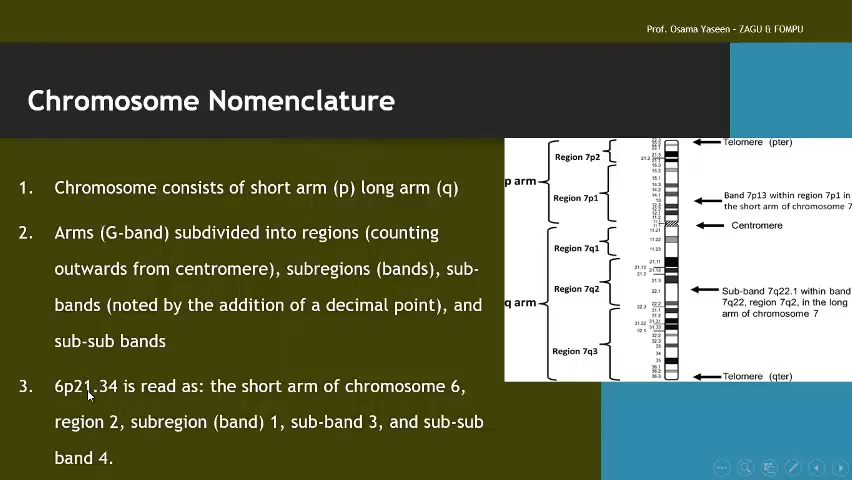 Prof. Osama Yaseen – ZAGU & FOMPU
Chromosome Nomenclature
1. Chromosome consists of short arm (p) long arm (q)
2. Arms (G-band) subdivided into regions (counting
outwards from centromere), subregions (bands), sub-
bands (noted by the addition of a decimal point), and
sub-sub bands
3. 6p21.34 is read as: the short arm of chromosome 6,
region 2, subregion (band) 1, sub-band 3, and sub-sub
band 4.
Telomere (pter)
Region 7p2
p arm
Region 7p1
Band 7p13 within region 7p1 in
the short arm of chromosome 7
Centromere
Region 7q1
Region 7q2
q arm
Sub-band 7q22.1 within band
7q22, region 7q2, in the long
arm of chromosome 7
Region 7q3
Telomere (qter)